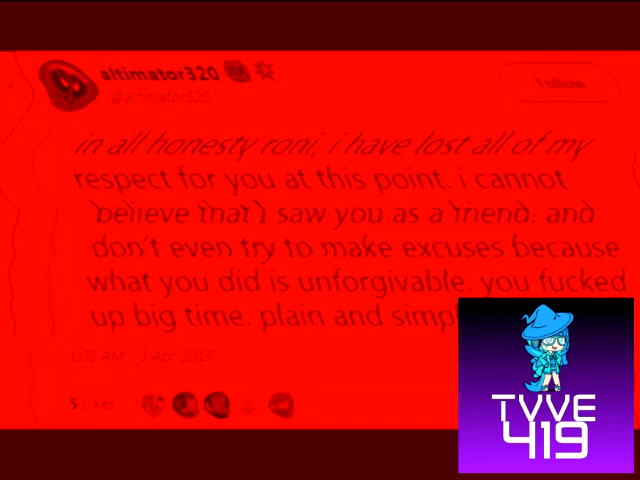 altimator320
@altimator320
Follow
in all honesty roni, i have lost all of my
respect for you at this point. i cannot
believe that i saw you as a friend. and
don't even try to make excuses because
what you did is unforgivable. you fucked
up big time. plain and simpl
1:02 AM - 3 Apr 2019
5 Likes
TVVE
419